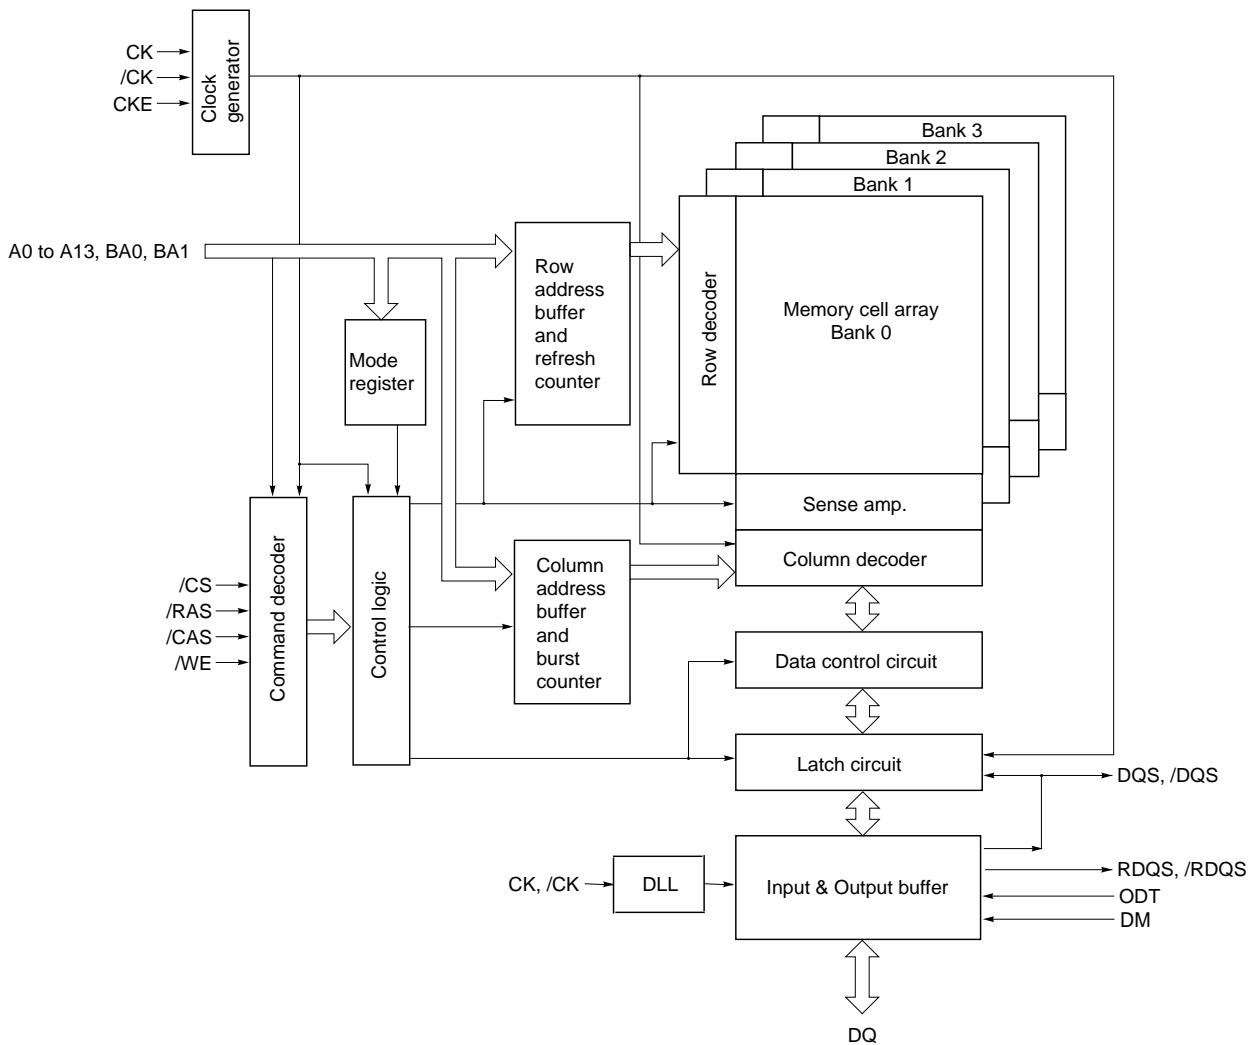 CK
/CK
CKE
Clock
generator
Bank 3
Bank 2
Bank 1
A0 to A13, BA0, BA1
Mode
register
Row
address
buffer
and
refresh
counter
Row decoder
Memory cell array
Bank 0
Sense amp.
Column decoder
/CS
/RAS
/CAS
/WE
Command decoder
Control logic
Column
address
buffer
and
burst
counter
Data control circuit
Latch circuit
DQS, /DQS
CK, /CK
DLL
Input & Output buffer
RDQS, /RDQS
ODT
DM
DQ